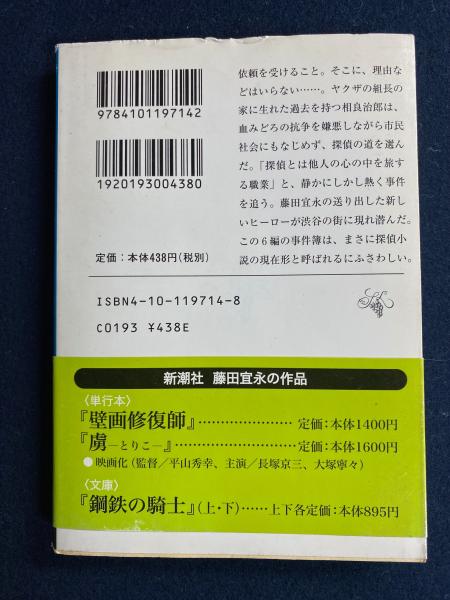 9784101197142
1920193004380
定価:本体438円(税別)
ISBN4-10-119714-8
C0193 ¥438E
依頼を受けること。そこに、理由な
どはいらない……。ヤクザの組長の
家に生れた過去を持つ相良治郎は、
血みどろの抗争を嫌悪しながら市民
社会にもなじめず、探偵の道を選ん
だ。「探偵とは他人の心の中を旅す
る職業」と、静かにしかし熱く事件
を追う。藤田宜永の送り出した新し
いヒーローが渋谷の街に現れ潜んだ。
この6編の事件簿は、まさに探偵小
説の現在形と呼ばれるにふさわしい。
新潮社 藤田宜永の作品
〈単行本〉
『壁画修復師』………………… 定価:本体1400円
『虜—とりこ—』……………………… 定価:本体1600円
●映画化(監督/平山秀幸、主演/長塚京三、大塚寧々)
〈文庫〉
『鋼鉄の騎士』(上・下)……上下各定価:本体895円